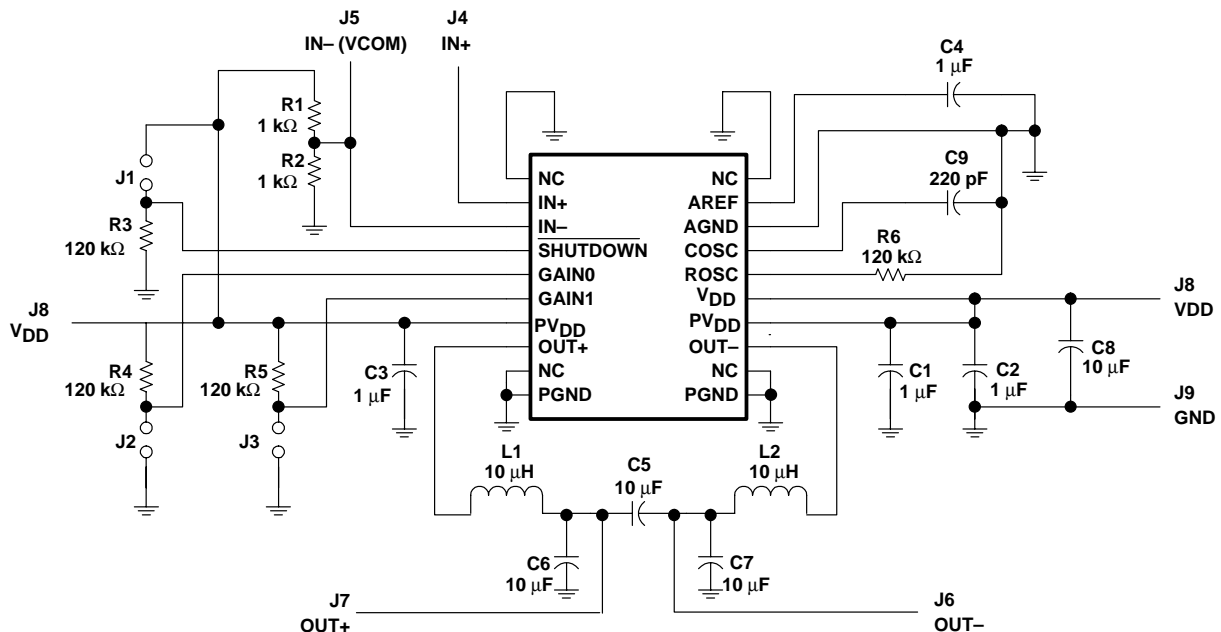 J5
IN– (VCOM)
J4
IN+
C4
1 μF
R1
1 kΩ
R2
1 kΩ
C9
220 pF
J1
R3
120 kΩ
R6
120 kΩ
NC
IN+
IN–
SHUTDOWN
GAIN0
GAIN1
PVDD
OUT+
NC
PGND
NC
AREF
AGND
COSC
ROSC
VDD
PVDD
OUT–
NC
PGND
J8
VDD
J8
VDD
R4
120 kΩ
R5
120 kΩ
C3
1 μF
C1
1 μF
C2
1 μF
C8
10 μF
J9
GND
J2
J3
L1
10 μH
C5
10 μF
L2
10 μH
C6
10 μF
C7
10 μF
J7
OUT+
J6
OUT–